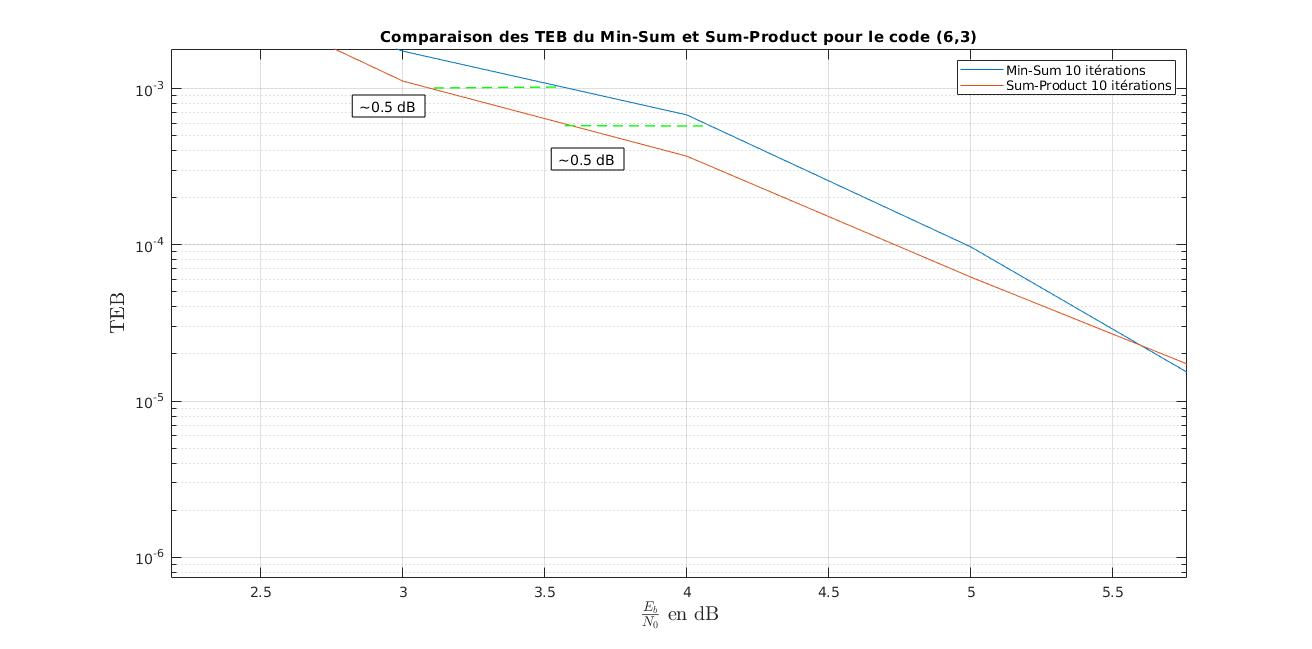 Comparaison des TEB du Min-Sum et Sum-Product pour le code (6,3)
Min-Sum 10 itérations
Sum-Product 10 itérations
10^-3
~0.5 dB
~0.5 dB
10^-4
TEB
10^-5
10^-6
2.5 3 3.5 4 4.5 5 5.5
E_b/N_0 en dB